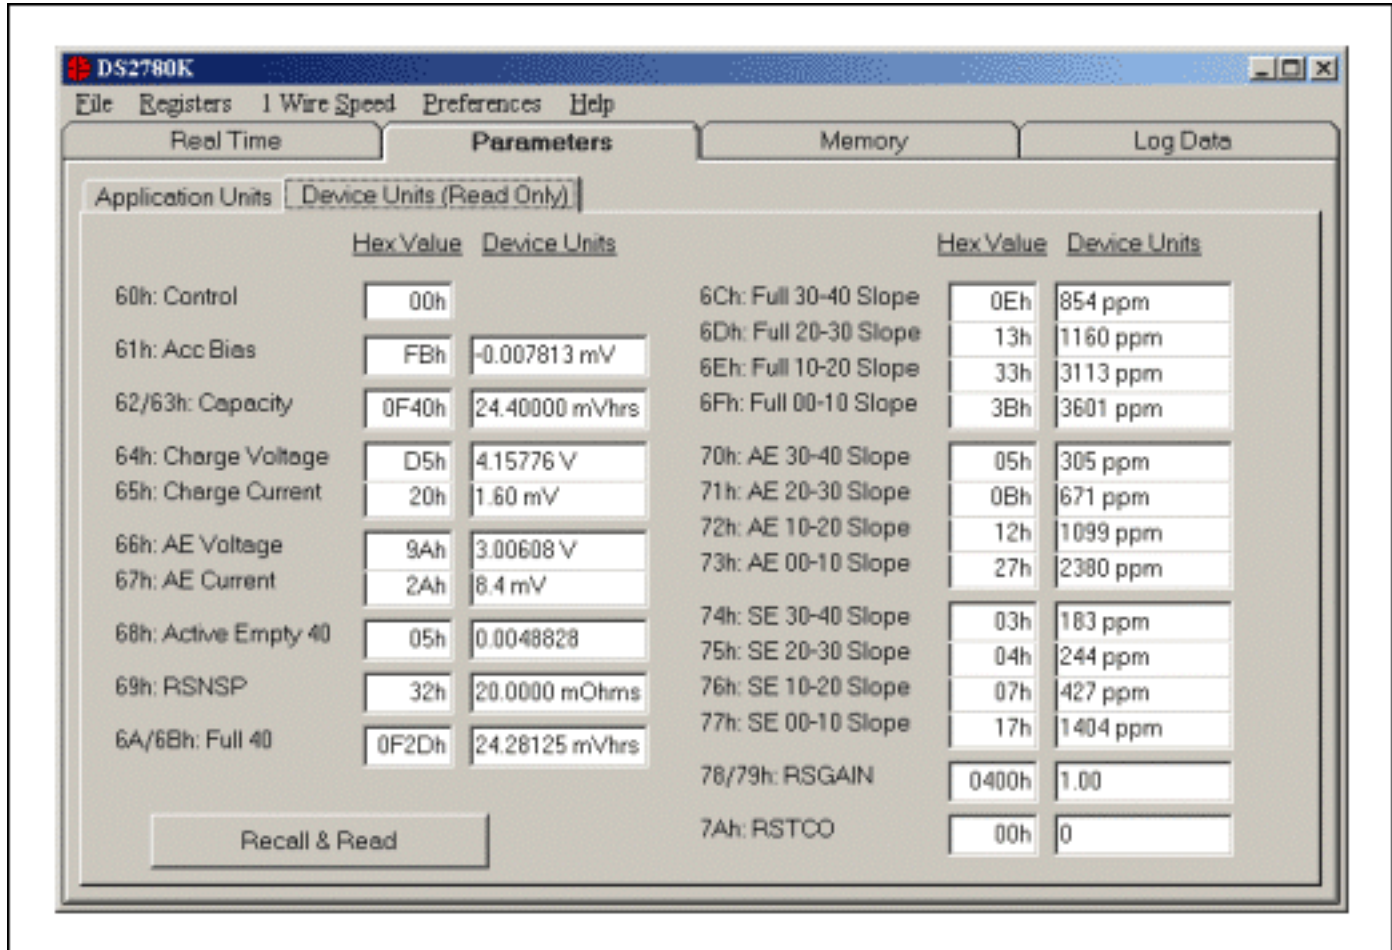 DS2780K
File Registers 1 Wire Speed Preferences Help
Real Time Parameters Memory Log Data
Application Units Device Units (Read Only)
Hex Value Device Units
60h: Control 00h
61h: Acc Bias FBh -0.007813 mV
62/63h: Capacity 0F40h 24.40000 mVhrs
64h: Charge Voltage D5h 4.15776 V
65h: Charge Current 20h 1.60 mV
66h: AE Voltage 9Ah 3.00608 V
67h: AE Current 2Ah 8.4 mV
68h: Active Empty 40 05h 0.0048828
69h: RSNSP 32h 20.0000 mOhms
6A/6Bh: Full 40 0F2Dh 24.28125 mVhrs
Recall & Read
Hex Value Device Units
6Ch: Full 30-40 Slope 0Eh 854 ppm
6Dh: Full 20-30 Slope 13h 1160 ppm
6Eh: Full 10-20 Slope 33h 3113 ppm
6Fh: Full 00-10 Slope 3Bh 3601 ppm
70h: AE 30-40 Slope 05h 305 ppm
71h: AE 20-30 Slope 0Bh 671 ppm
72h: AE 10-20 Slope 12h 1099 ppm
73h: AE 00-10 Slope 27h 2380 ppm
74h: SE 30-40 Slope 03h 183 ppm
75h: SE 20-30 Slope 04h 244 ppm
76h: SE 10-20 Slope 07h 427 ppm
77h: SE 00-10 Slope 17h 1404 ppm
78/79h: RSGAIN 0400h 1.00
7Ah: RSTCO 00h 0